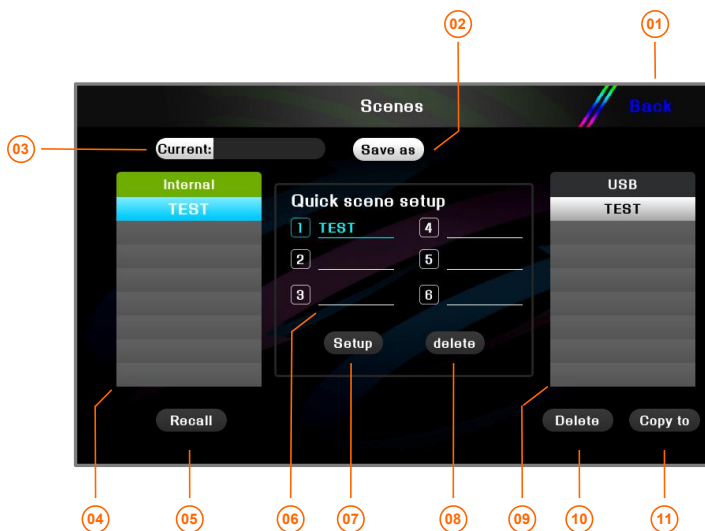 02 01
Scenes Back
03 Current: Save as
Internal
TEST
Quick scene setup
1 TEST 4
2 5
3 6
Setup delete
USB
TEST
Recall Delete Copy to
04 05 06 07 08 09 10 11